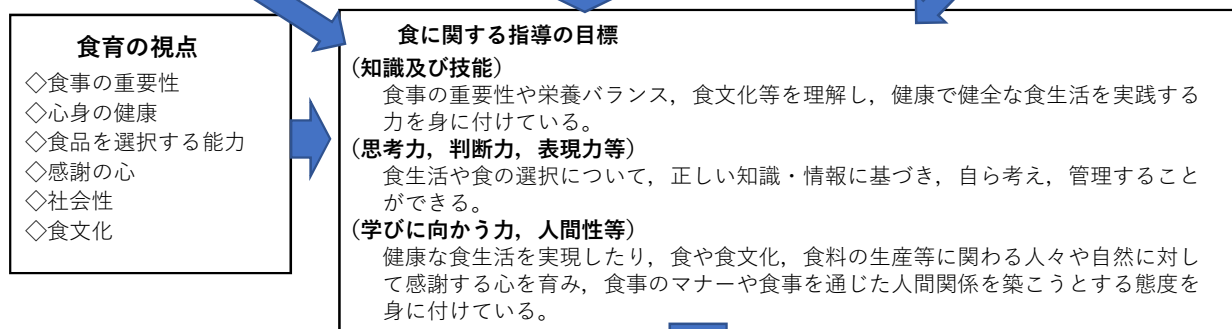 食育の視点
◇食事の重要性
◇心身の健康
◇食品を選択する能力
◇感謝の心
◇社会性
◇食文化
食に関する指導の目標
(知識及び技能)
食事の重要性や栄養バランス，食文化等を理解し，健康で健全な食生活を実践する
力を身に付けている。
(思考力，判断力，表現力等)
食生活や食の選択について，正しい知識・情報に基づき，自ら考え，管理すること
ができる。
(学びに向かう力，人間性等)
健康な食生活を実現したり，食や食文化，食料の生産等に関わる人々や自然に対し
て感謝する心を育み，食事のマナーや食事を通じた人間関係を築こうとする態度を
身に付けている。